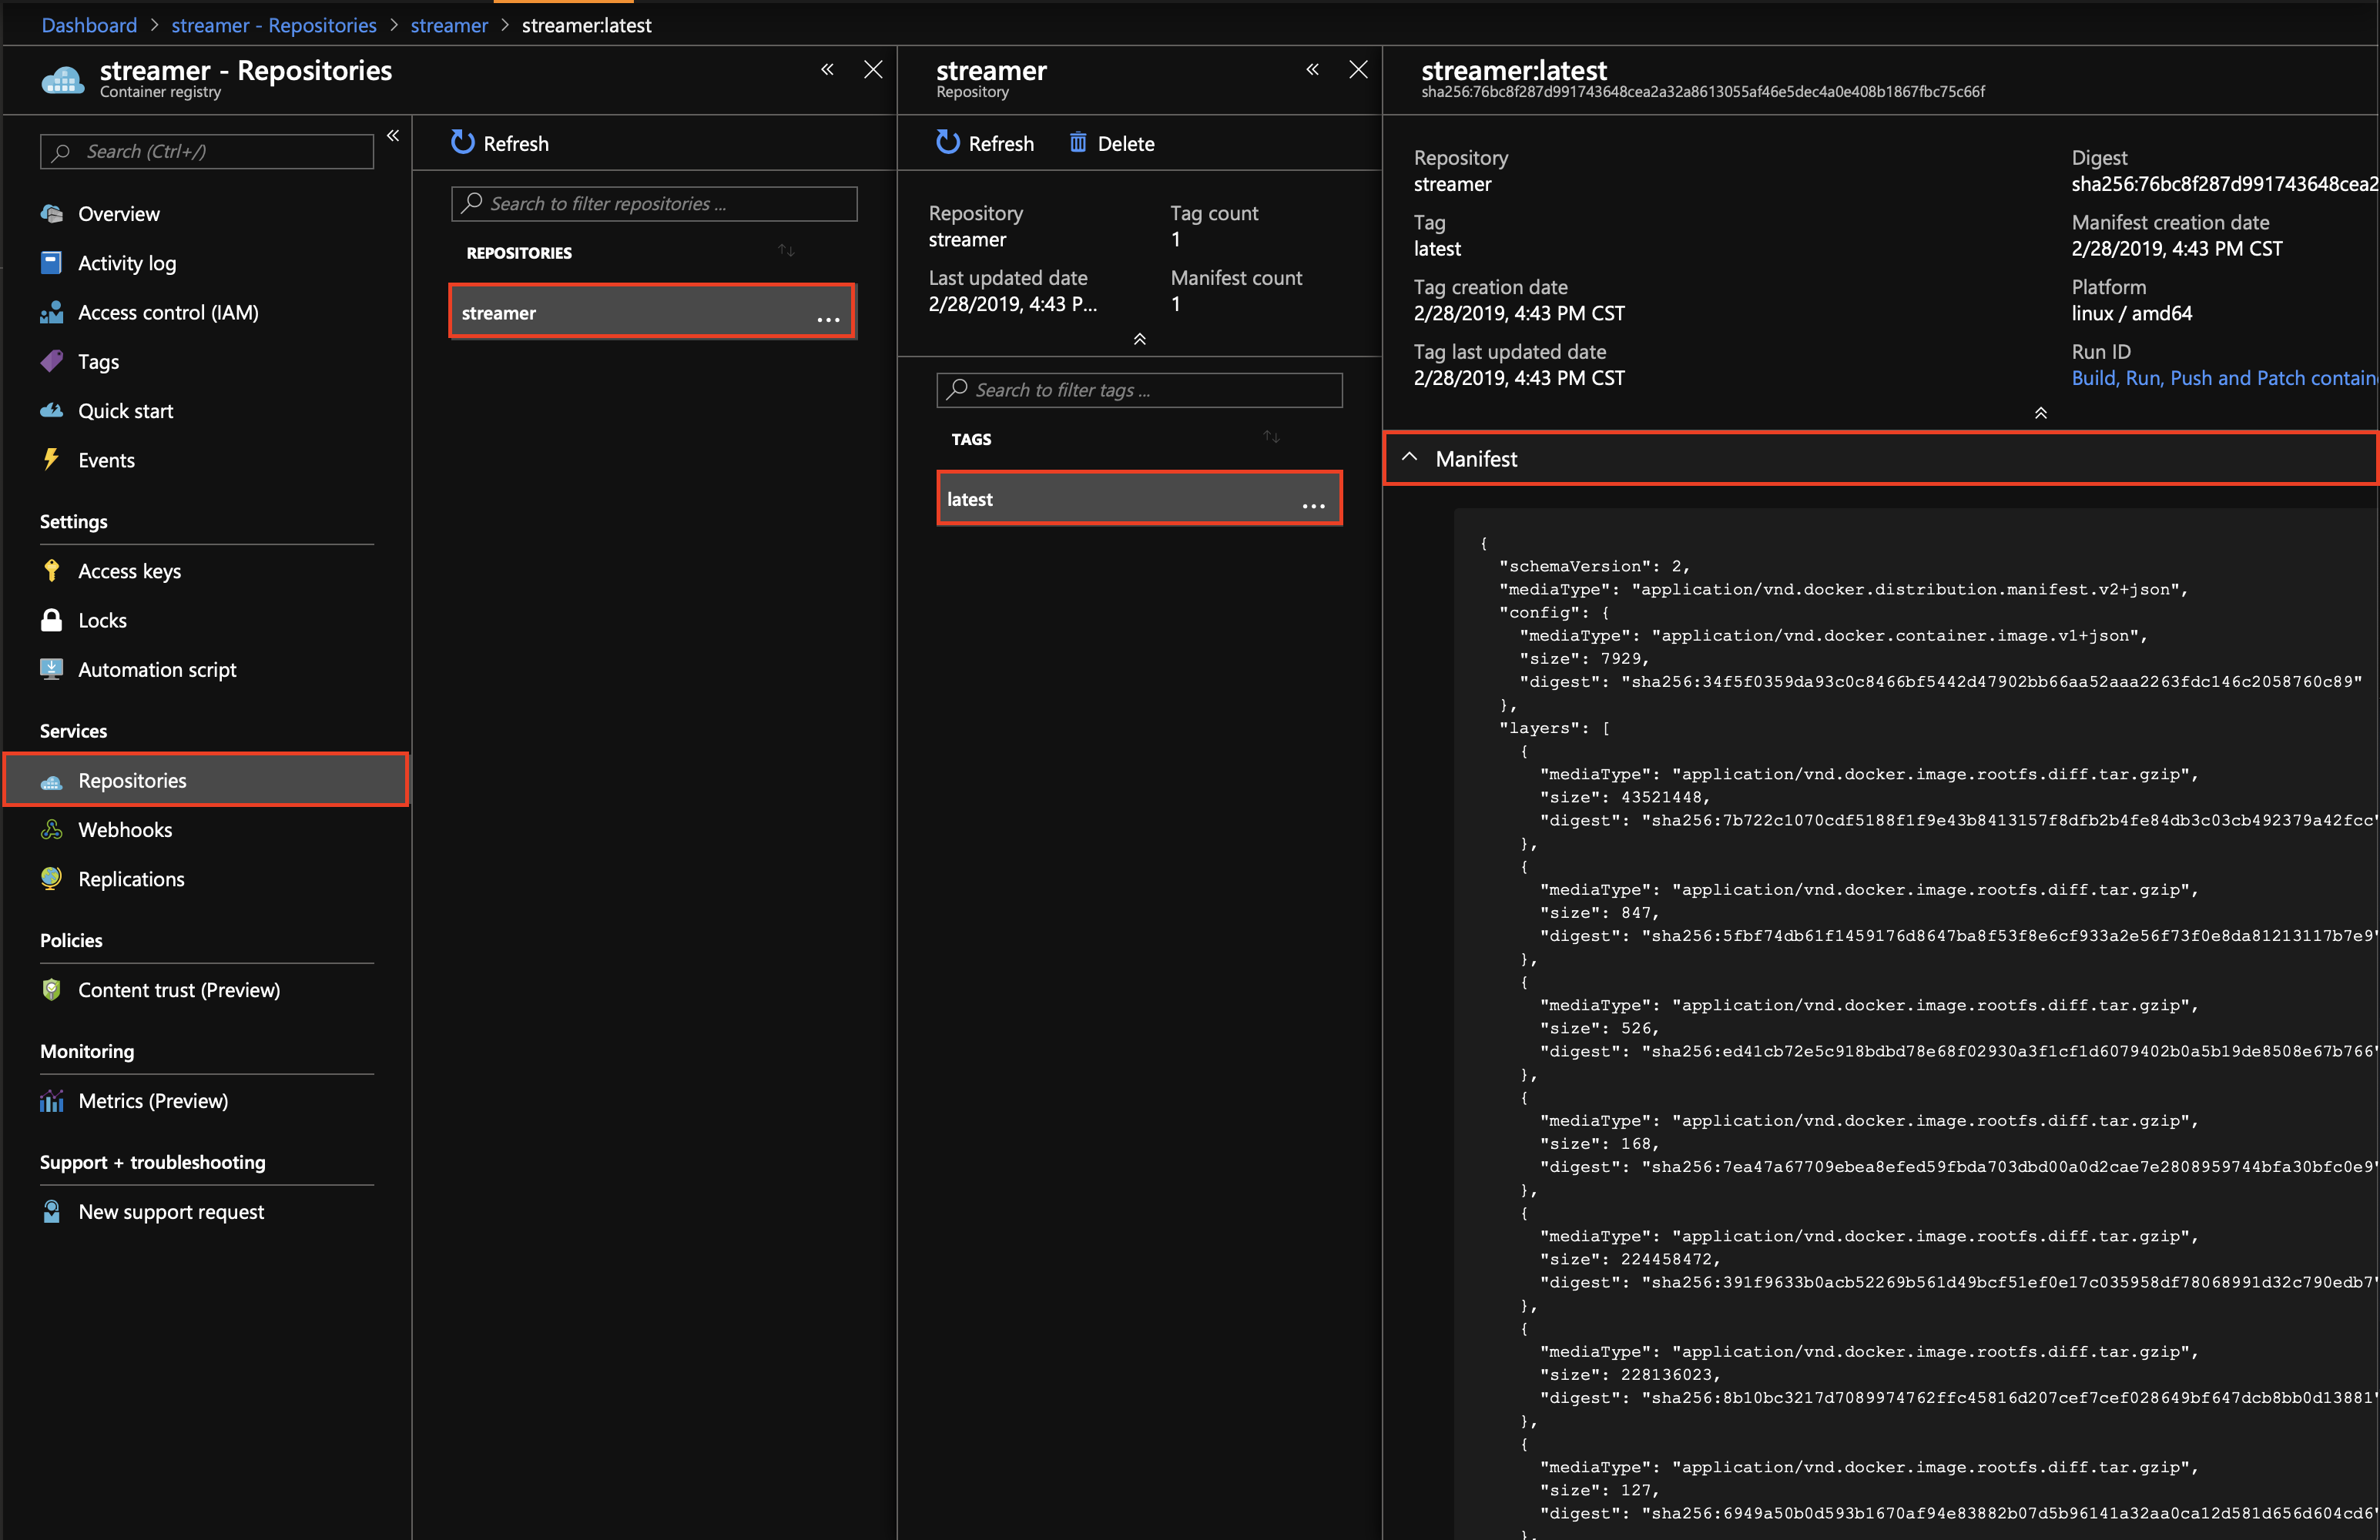 Dashboard > streamer - Repositories > streamer > streamer:latest
streamer - Repositories
Container registry
Search (Ctrl+/)
Overview
Activity log
Access control (IAM)
Tags
Quick start
Events
Settings
Access keys
Locks
Automation script
Services
Repositories
Webhooks
Replications
Policies
Content trust (Preview)
Monitoring
Metrics (Preview)
Support + troubleshooting
New support request
Refresh
Search to filter repositories ...
REPOSITORIES
streamer
...
streamer
Repository
Refresh
Delete
Repository
streamer
Tag count
1
Last updated date
2/28/2019, 4:43 P...
Manifest count
1
Search to filter tags ...
TAGS
latest
...
streamer:latest
sha256:76bc8f287d991743648cea2a32a8613055af46e5dec4a0e408b1867fbc75c66f
Repository
streamer
Tag
latest
Tag creation date
2/28/2019, 4:43 PM CST
Tag last updated date
2/28/2019, 4:43 PM CST
Digest
sha256:76bc8f287d991743648cea2
Manifest creation date
2/28/2019, 4:43 PM CST
Platform
linux / amd64
Run ID
Build, Run, Push and Patch contain
Manifest
{
"schemaVersion": 2,
"mediaType": "application/vnd.docker.distribution.manifest.v2+json",
"config": {
"mediaType": "application/vnd.docker.container.image.v1+json",
"size": 7929,
"digest": "sha256:34f5f0359da93c0c8466bf5442d47902bb66aa52aaa2263fdc146c2058760c89"
},
"layers": [
{
"mediaType": "application/vnd.docker.image.rootfs.diff.tar.gzip",
"size": 43521448,
"digest": "sha256:7b722c1070cdf5188f1f9e43b8413157f8dfb2b4fe84db3c03cb492379a42fcc"
},
{
"mediaType": "application/vnd.docker.image.rootfs.diff.tar.gzip",
"size": 847,
"digest": "sha256:5fbf74db61f1459176d8647ba8f53f8e6cf933a2e56f73f0e8da81213117b7e9"
},
{
"mediaType": "application/vnd.docker.image.rootfs.diff.tar.gzip",
"size": 526,
"digest": "sha256:ed41cb72e5c918bdbd78e68f02930a3f1cf1d6079402b0a5b19de8508e67b766"
},
{
"mediaType": "application/vnd.docker.image.rootfs.diff.tar.gzip",
"size": 168,
"digest": "sha256:7ea47a67709ebea8efed59fbda703dbd00a0d2cae7e2808959744bfa30bfc0e9"
},
{
"mediaType": "application/vnd.docker.image.rootfs.diff.tar.gzip",
"size": 224458472,
"digest": "sha256:391f9633b0acb52269b561d49bcf51ef0e17c035958df78068991d32c790edb7"
},
{
"mediaType": "application/vnd.docker.image.rootfs.diff.tar.gzip",
"size": 228136023,
"digest": "sha256:8b10bc3217d7089974762ffc45816d207cef7cef028649bf647dcb8bb0d13881"
},
{
"mediaType": "application/vnd.docker.image.rootfs.diff.tar.gzip",
"size": 127,
"digest": "sha256:6949a50b0d593b1670af94e83882b07d5b96141a32aa0ca12d581d656d604cd6"
},